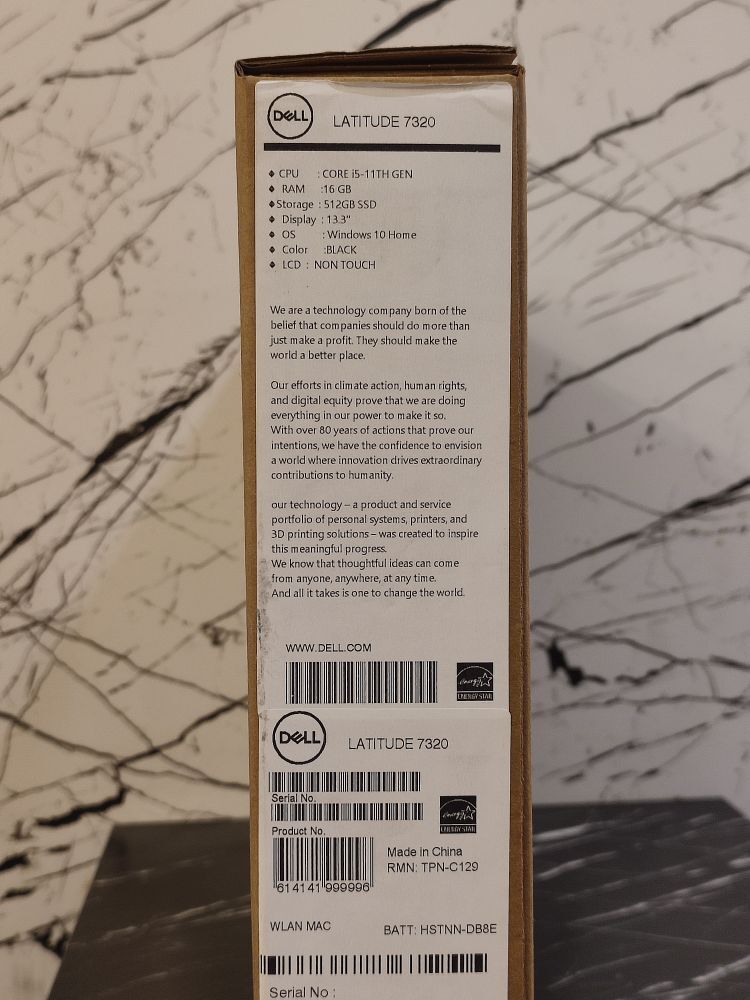 DELL LATITUDE 7320
CPU : CORE i5-11TH GEN
RAM :16 GB
Storage : 512GB SSD
Display : 13.3"
OS : Windows 10 Home
Color :BLACK
LCD : NON TOUCH
We are a technology company born of the
belief that companies should do more than
just make a profit. They should make the
world a better place.
Our efforts in climate action, human rights,
and digital equity prove that we are doing
everything in our power to make it so.
With over 80 years of actions that prove our
intentions, we have the confidence to envision
a world where innovation drives extraordinary
contributions to humanity.
our technology – a product and service
portfolio of personal systems, printers, and
3D printing solutions – was created to inspire
this meaningful progress.
We know that thoughtful ideas can come
from anyone, anywhere, at any time.
And all it takes is one to change the world.
WWW.DELL.COM
energy
ENERGY STAR
DELL LATITUDE 7320
Serial No.
energy
ENERGY STAR
Product No.
Made in China
RMN: TPN-C129
6 14141 999996
WLAN MAC
BATT: HSTNN-DB8E
Serial No :